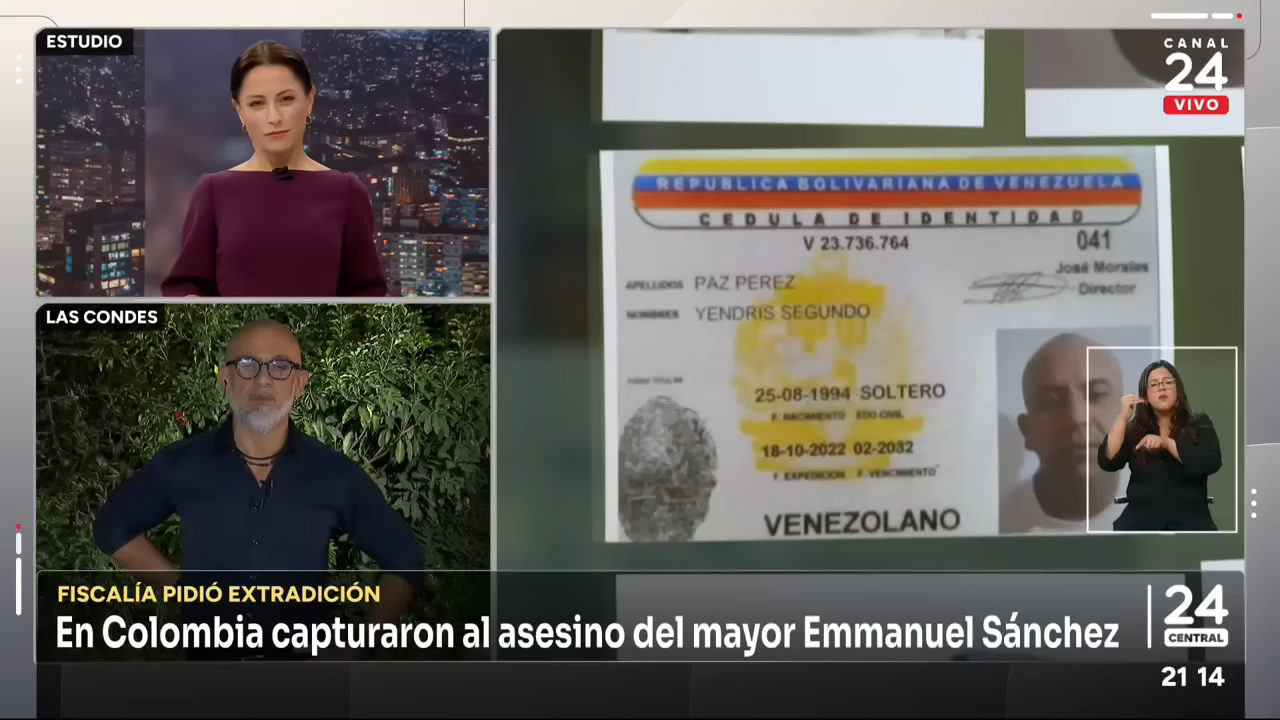 ESTUDIO
CANAL
24
VIVO
REPUBLICA BOLIVARIANA DE VENEZUELA
CEDULA DE IDENTIDAD
V 23.736.764
041
José Morales
Director
APELLIDOS PAZ PEREZ
NOMBRES YENDRIS SEGUNDO
FIRMA TITULAR
25-08-1994 SOLTERO
F. NACIMIENTO EDO CIVIL
18-10-2022 02-2032
F. EXPEDICION F. VENCIMIENTO
VENEZOLANO
LAS CONDES
FISCALÍA PIDIÓ EXTRADICIÓN
En Colombia capturaron al asesino del mayor Emmanuel Sánchez
24
CENTRAL
21 14